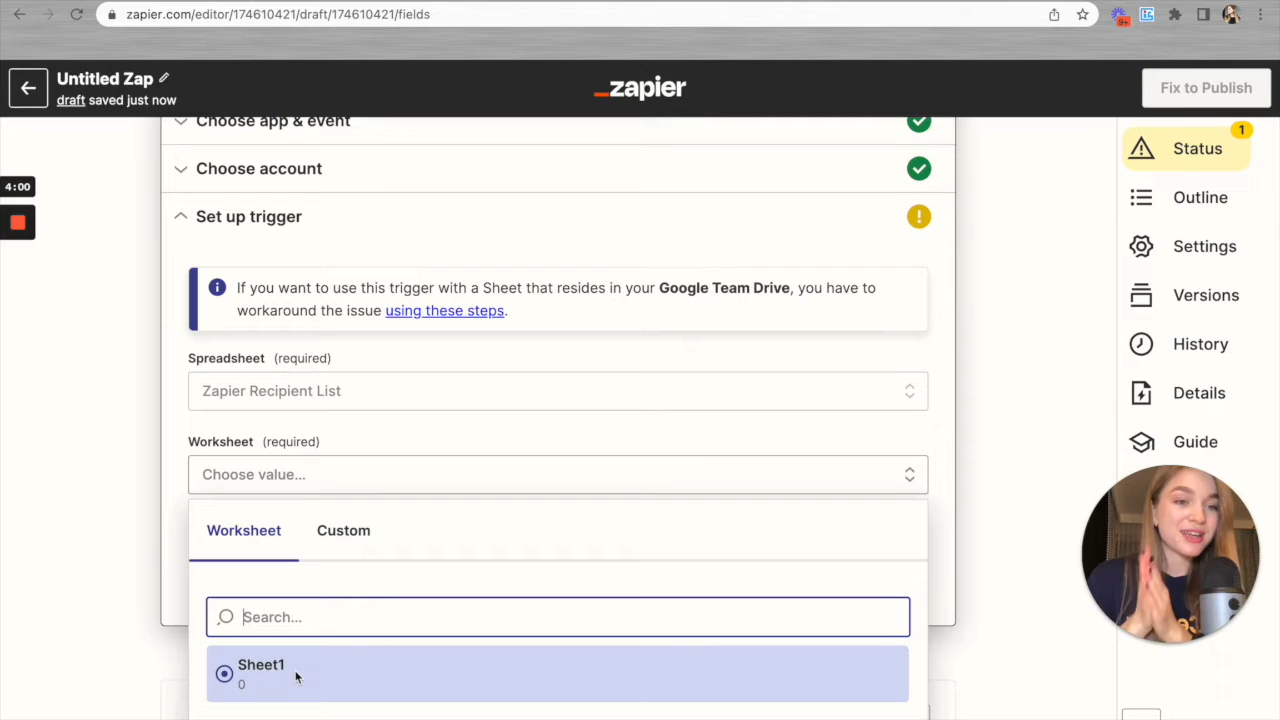 zapier.com/editor/174610421/draft/174610421/fields
9+
Untitled Zap
draft saved just now
_zapier
Fix to Publish
Choose app & event
Choose account
4:00
Set up trigger
!
If you want to use this trigger with a Sheet that resides in your Google Team Drive, you have to
workaround the issue using these steps.
Spreadsheet (required)
Zapier Recipient List
Worksheet (required)
Choose value...
Worksheet Custom
Search...
Sheet1
0
1
Status
Outline
Settings
Versions
History
Details
Guide